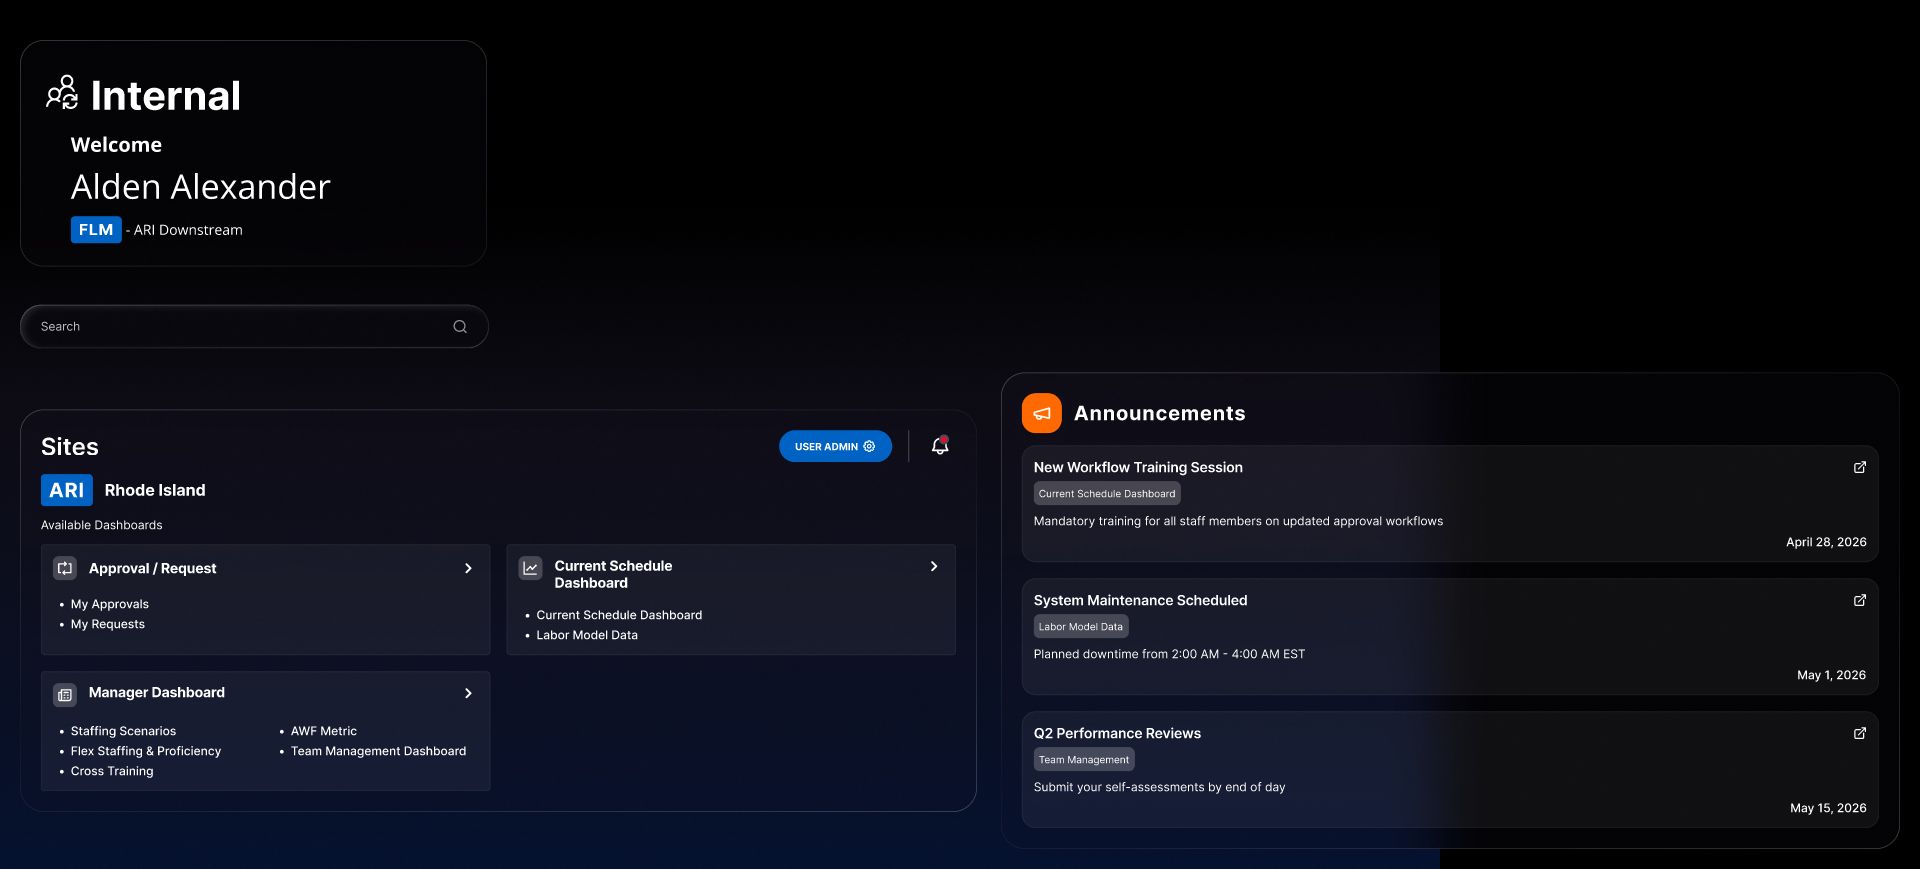 Internal
Welcome
Alden Alexander
FLM - ARI Downstream
Search
Sites
USER ADMIN
ARI Rhode Island
Available Dashboards
Approval / Request
• My Approvals
• My Requests
Current Schedule
Dashboard
• Current Schedule Dashboard
• Labor Model Data
Manager Dashboard
• Staffing Scenarios
• Flex Staffing & Proficiency
• Cross Training
• AWF Metric
• Team Management Dashboard
Announcements
New Workflow Training Session
Current Schedule Dashboard
Mandatory training for all staff members on updated approval workflows
April 28, 2026
System Maintenance Scheduled
Labor Model Data
Planned downtime from 2:00 AM - 4:00 AM EST
May 1, 2026
Q2 Performance Reviews
Team Management
Submit your self-assessments by end of day
May 15, 2026